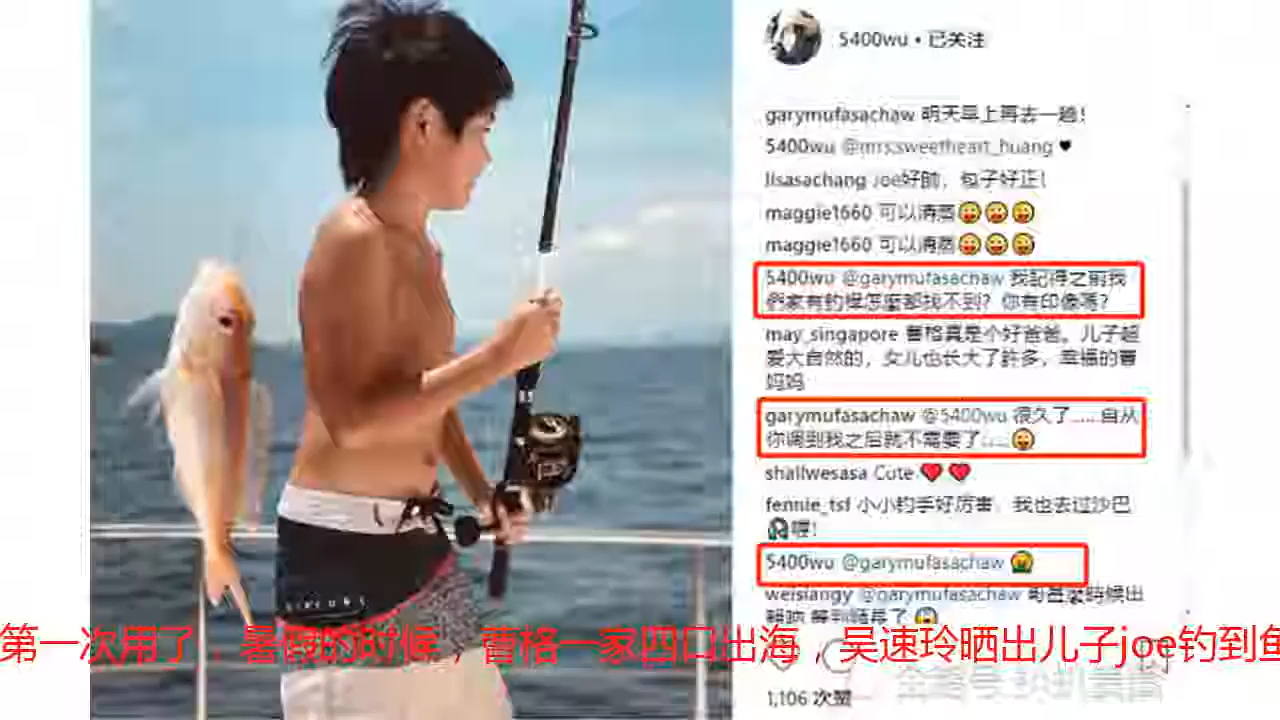 5400wu • 已关注
garymufasachaw 明天早上再去一趟！
5400wu @mrs.sweetheart_huang ♥
lisasachang Joe好帅，包子好正！
maggie1660 可以清蒸😜😜😜
maggie1660 可以清蒸😜😜😜
5400wu @garymufasachaw 我記得之前我
們家有釣桿怎麼都找不到？你有印像嗎？
may_singapore 曹格真是个好爸爸。儿子超
爱大自然的，女儿也长大了許多，幸福的曹
妈妈
garymufasachaw @5400wu 很久了……自从
你调到我之后就不需要了……😜
shallwesasa Cute ❤❤
fennie_tsf 小小钓手好厉害，我也去过沙巴
喔！
5400wu @garymufasachaw 🤮
weisiangy @garymufasachaw 哥甚麼時候出
第一次用了，暑假的时候，曹格一家四口出海，吴速玲晒出儿子joe钓到鱼
1,106 次赞